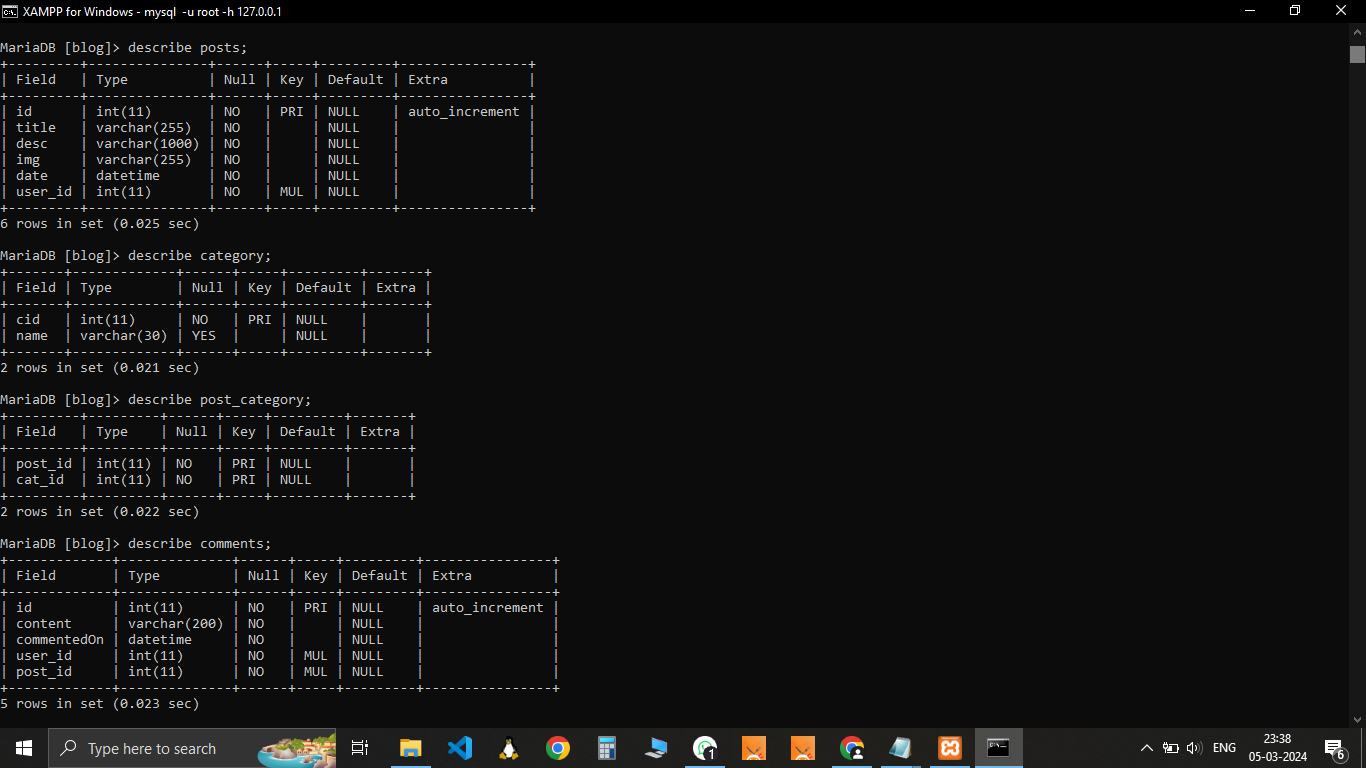 XAMPP for Windows - mysql  -u root -h 127.0.0.1
MariaDB [blog]> describe posts;
+---------+---------------+------+-----+---------+----------------+
| Field   | Type          | Null | Key | Default | Extra          |
+---------+---------------+------+-----+---------+----------------+
| id      | int(11)       | NO   | PRI | NULL    | auto_increment |
| title   | varchar(255)  | NO   |     | NULL    |                |
| desc    | varchar(1000) | NO   |     | NULL    |                |
| img     | varchar(255)  | NO   |     | NULL    |                |
| date    | datetime      | NO   |     | NULL    |                |
| user_id | int(11)       | NO   | MUL | NULL    |                |
+---------+---------------+------+-----+---------+----------------+
6 rows in set (0.025 sec)
MariaDB [blog]> describe category;
+-------+-------------+------+-----+---------+-------+
| Field | Type        | Null | Key | Default | Extra |
+-------+-------------+------+-----+---------+-------+
| cid   | int(11)     | NO   | PRI | NULL    |       |
| name  | varchar(30) | YES  |     | NULL    |       |
+-------+-------------+------+-----+---------+-------+
2 rows in set (0.021 sec)
MariaDB [blog]> describe post_category;
+---------+---------+------+-----+---------+-------+
| Field   | Type    | Null | Key | Default | Extra |
+---------+---------+------+-----+---------+-------+
| post_id | int(11) | NO   | PRI | NULL    |       |
| cat_id  | int(11) | NO   | PRI | NULL    |       |
+---------+---------+------+-----+---------+-------+
2 rows in set (0.022 sec)
MariaDB [blog]> describe comments;
+-------------+--------------+------+-----+---------+----------------+
| Field       | Type         | Null | Key | Default | Extra          |
+-------------+--------------+------+-----+---------+----------------+
| id          | int(11)      | NO   | PRI | NULL    | auto_increment |
| content     | varchar(200) | NO   |     | NULL    |                |
| commentedOn | datetime     | NO   |     | NULL    |                |
| user_id     | int(11)      | NO   | MUL | NULL    |                |
| post_id     | int(11)      | NO   | MUL | NULL    |                |
+-------------+--------------+------+-----+---------+----------------+
5 rows in set (0.023 sec)
Type here to search
1
ENG
23:38
05-03-2024
6